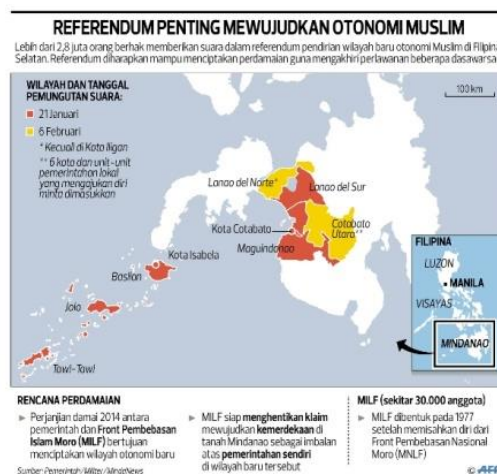 REFERENDUM PENTING MEWUJUDKAN OTONOMI MUSLIM
Lebih dari 2,8 juta orang berhak memberikan suara dalam referendum pendirian wilayah baru otonomi Muslim di Filipina
Selatan. Referendum diharapkan mampu menciptakan perdamaian guna mengakhiri perlawanan beberapa dasawarsa
WILAYAH DAN TANGGAL
PEMUNGUTAN SUARA:
21 Januari
6 Februari
* Kecuali di Kota Iligan
** 6 kota dan unit-unit
pemerintahan lokal
yang mengajukan diri
minta dimasukkan
100 km
Lanao del Norte*
Lanao del Sur
Kota Cotabato
Cotabato
Utara**
Maguindanao
Kota Isabela
Basilan
Jolo
Tawi-Tawi
FILIPINA
LUZON
MANILA
VISAYAS
MINDANAO
RENCANA PERDAMAIAN
► Perjanjian damai 2014 antara
pemerintah dan Front Pembebasan
Islam Moro (MILF) bertujuan
menciptakan wilayah otonomi baru
► MILF siap menghentikan klaim
mewujudkan kemerdekaan di
tanah Mindanao sebagai imbalan
atas pemerintahan sendiri
di wilayah baru tersebut
MILF (sekitar 30.000 anggota)
► MILF dibentuk pada 1977
setelah memisahkan diri dari
Front Pembebasan Nasional
Moro (MNLF)
Sumber: Pemerintah/Militer/MindaNews
© AFP